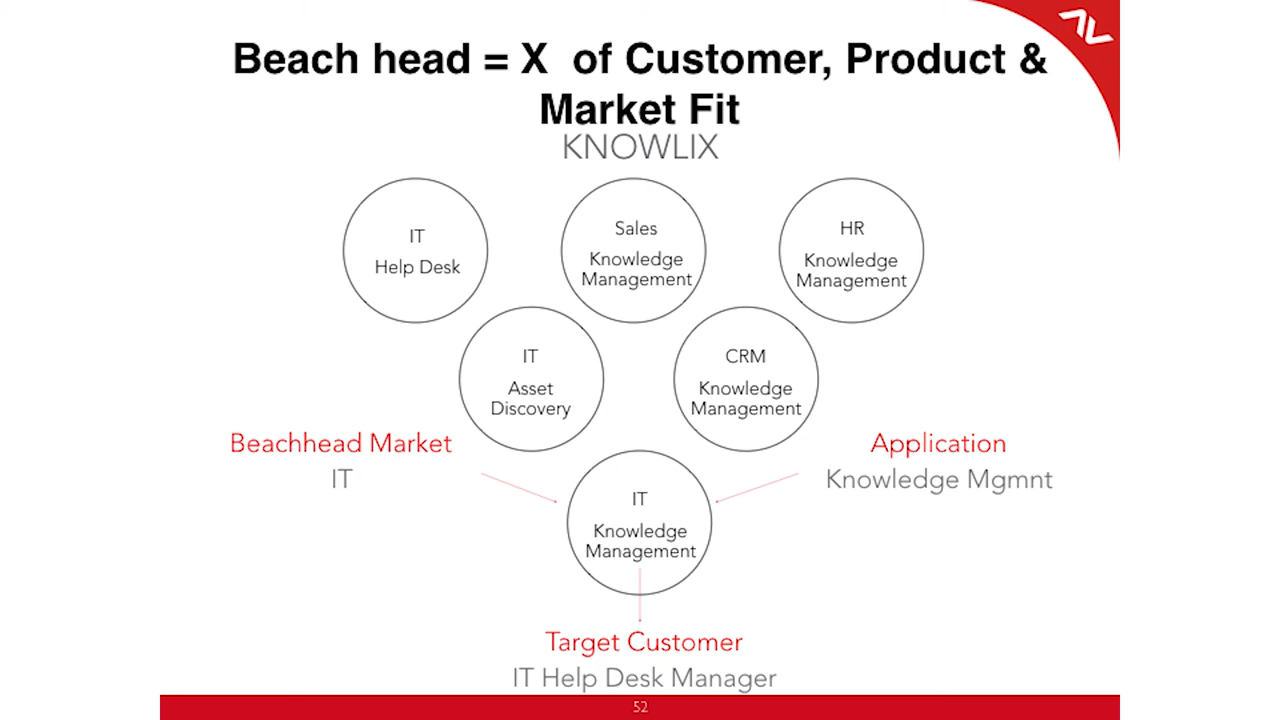 Beach head = X of Customer, Product &
Market Fit
KNOWLIX
IT
Help Desk
Sales
Knowledge
Management
HR
Knowledge
Management
IT
Asset
Discovery
CRM
Knowledge
Management
Beachhead Market
IT
Application
Knowledge Mgmnt
IT
Knowledge
Management
Target Customer
IT Help Desk Manager
52